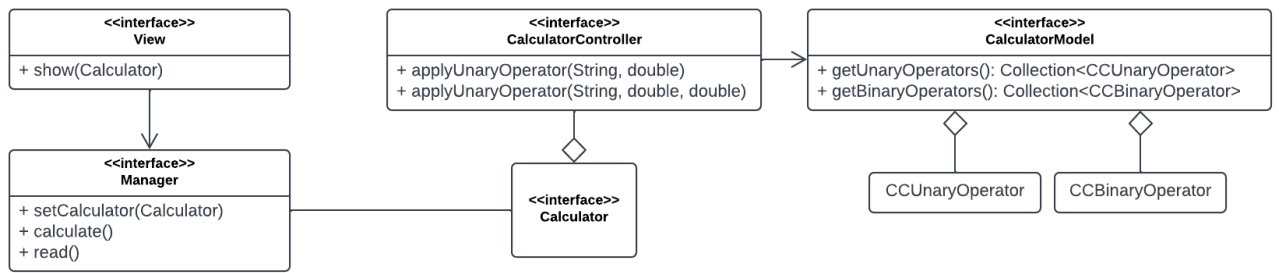 <<interface>>
View
+ show(Calculator)
<<interface>>
CalculatorController
+ applyUnaryOperator(String, double)
+ applyUnaryOperator(String, double, double)
<<interface>>
CalculatorModel
+ getUnaryOperators(): Collection<CCUnaryOperator>
+ getBinaryOperators(): Collection<CCBinaryOperator>
<<interface>>
Manager
+ setCalculator(Calculator)
+ calculate()
+ read()
<<interface>>
Calculator
CCUnaryOperator
CCBinaryOperator